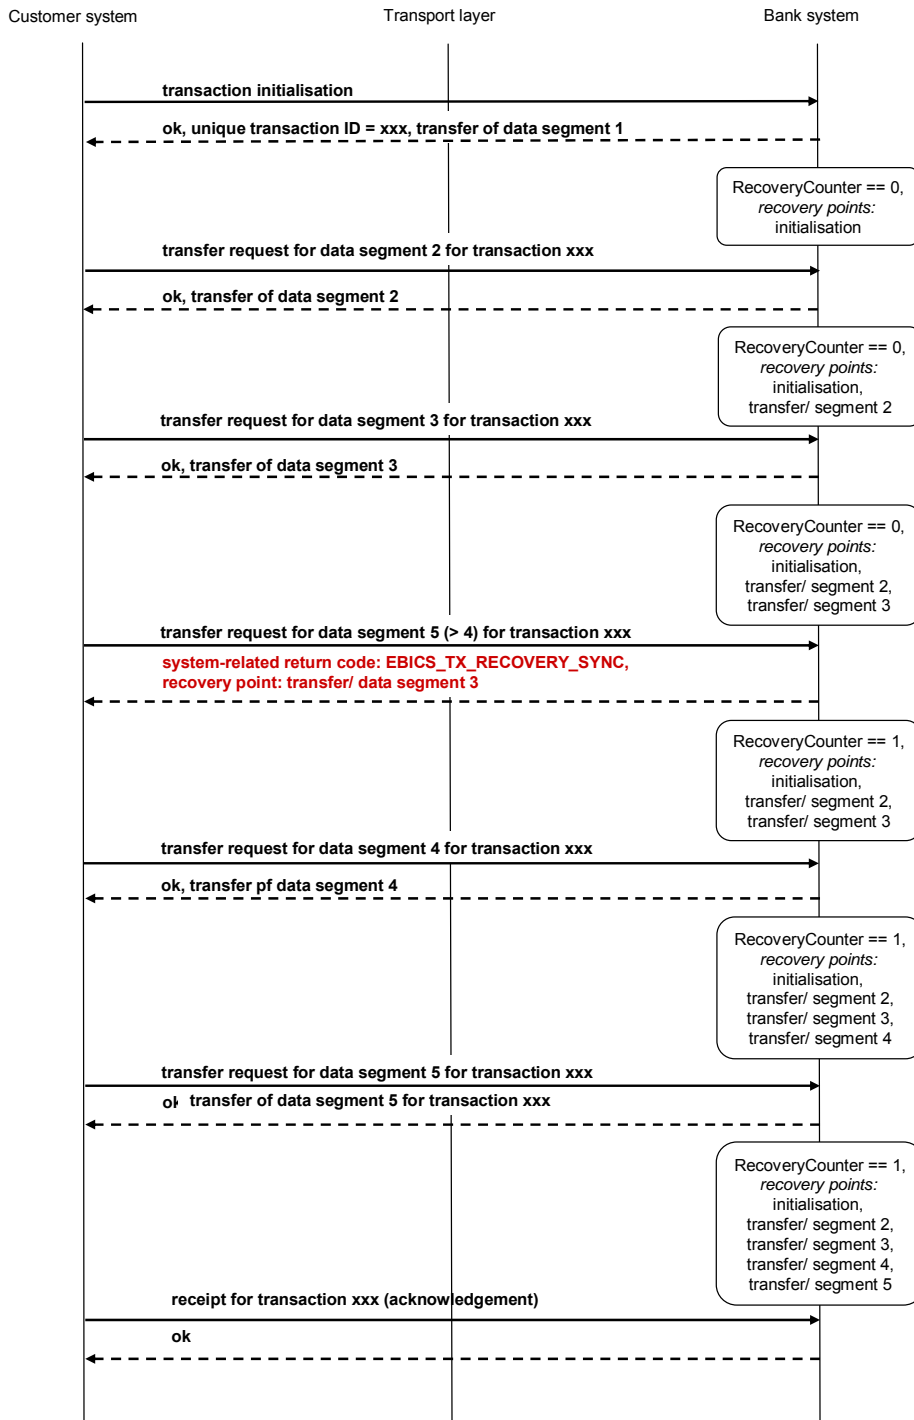 Customer system
Transport layer
Bank system
transaction initialisation
ok, unique transaction ID = xxx, transfer of data segment 1
RecoveryCounter == 0,
recovery points:
initialisation
transfer request for data segment 2 for transaction xxx
ok, transfer of data segment 2
RecoveryCounter == 0,
recovery points:
initialisation,
transfer/ segment 2
transfer request for data segment 3 for transaction xxx
ok, transfer of data segment 3
RecoveryCounter == 0,
recovery points:
initialisation,
transfer/ segment 2,
transfer/ segment 3
transfer request for data segment 5 (> 4) for transaction xxx
system-related return code: EBICS_TX_RECOVERY_SYNC,
recovery point: transfer/ data segment 3
RecoveryCounter == 1,
recovery points:
initialisation,
transfer/ segment 2,
transfer/ segment 3
transfer request for data segment 4 for transaction xxx
ok, transfer pf data segment 4
RecoveryCounter == 1,
recovery points:
initialisation,
transfer/ segment 2,
transfer/ segment 3,
transfer/ segment 4
transfer request for data segment 5 for transaction xxx
ok transfer of data segment 5 for transaction xxx
RecoveryCounter == 1,
recovery points:
initialisation,
transfer/ segment 2,
transfer/ segment 3,
transfer/ segment 4,
transfer/ segment 5
receipt for transaction xxx (acknowledgement)
ok